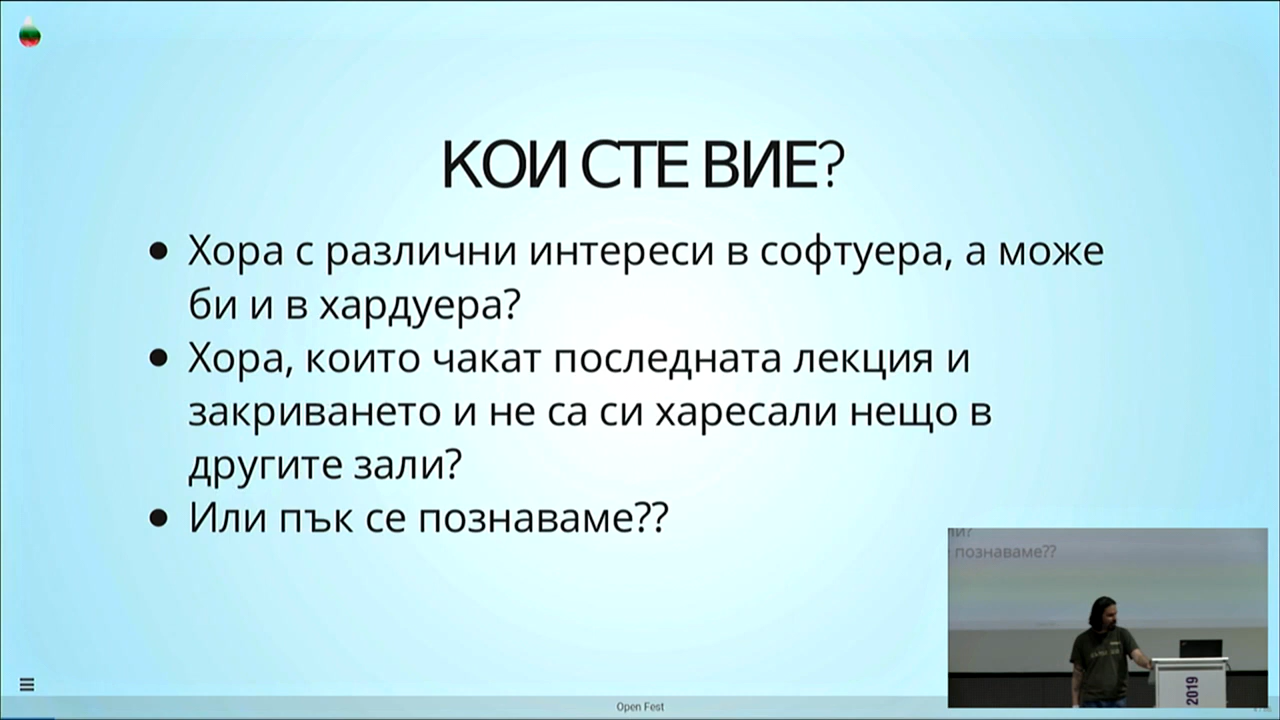 КОИ СТЕ ВИЕ?
● Хора с различни интереси в софтуера, а може
би и в хардуера?
● Хора, които чакат последната лекция и
закриването и не са си харесали нещо в
другите зали?
● Или пък се познаваме??
познаваме??
2019
Open Fest